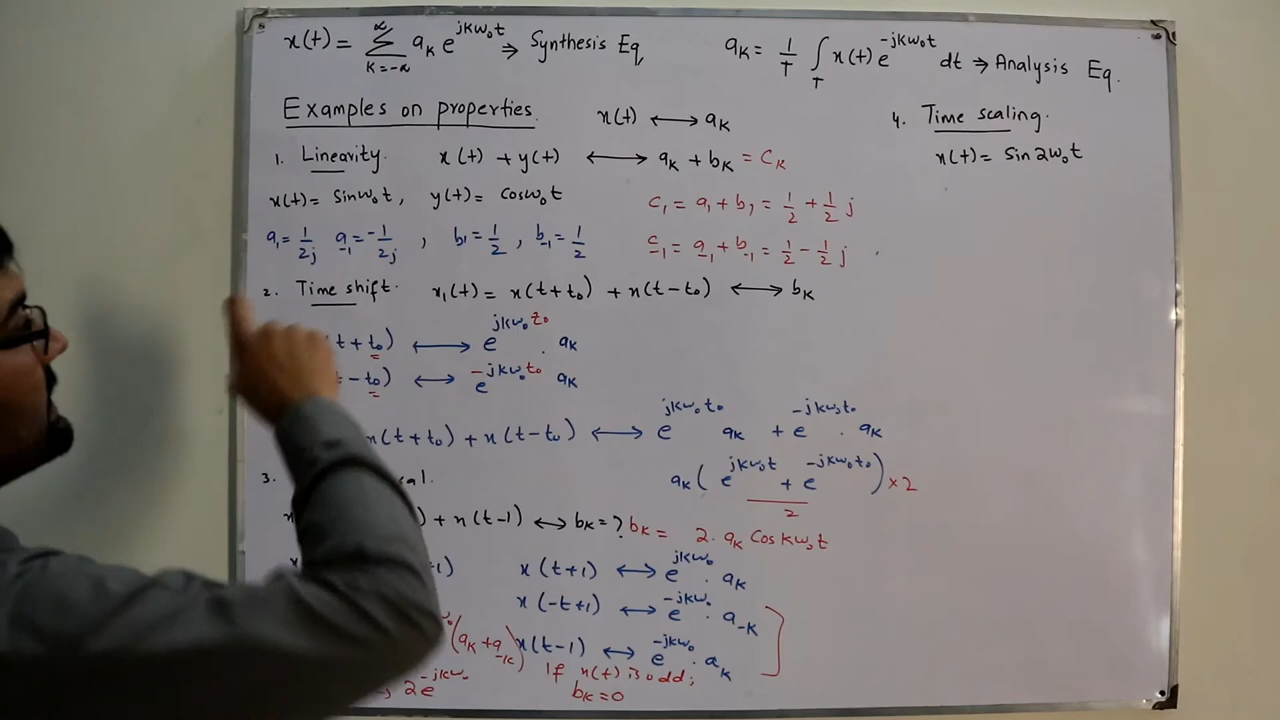 x(t) = ∑_{k=-∞}^{∞} a_k e^{jkω₀t} ⇒ Synthesis Eq, a_k = 1/T ∫_T x(t) e^{-jkω₀t} dt ⇒ Analysis Eq.
Examples on properties. x(t) ⟷ a_k
1. Linearity. x(t) + y(t) ⟷ a_k + b_k = C_k
x(t) = Sinω₀t, y(t) = Cosω₀t C₁ = a₁ + b₁ = 1/2 + 1/2 j
a₁ = 1/2j a₋₁ = -1/2j , b₁ = 1/2 , b₋₁ = 1/2 C₋₁ = a₋₁ + b₋₁ = 1/2 - 1/2 j
2. Time shift. x₁(t) = x(t+t₀) + x(t-t₀) ⟷ b_k
t+t₀) ⟷ e^{jkω₀t₀} . a_k
- t₀) ⟷ e^{-jkω₀t₀} a_k
x(t+t₀) + x(t-t₀) ⟷ e^{jkω₀t₀} a_k + e^{-jkω₀t₀} . a_k
a_k ( e^{jkω₀t} + e^{-jkω₀t₀} ) ×2
2
3.
+ x(t-1) ⟷ b_k = ? b_k = 2. a_k Cos kω₀t
x(t+1) ⟷ e^{jkω₀} . a_k
x(-t+1) ⟷ e^{-jkω₀} . a_{-k}
(a_k + a_{-k}) x(t-1) ⟷ e^{-jkω₀} . a_k
2e^{-jkω₀} If x(t) is odd;
b_k = 0
4. Time scaling.
x(t) = Sin 2ω₀t